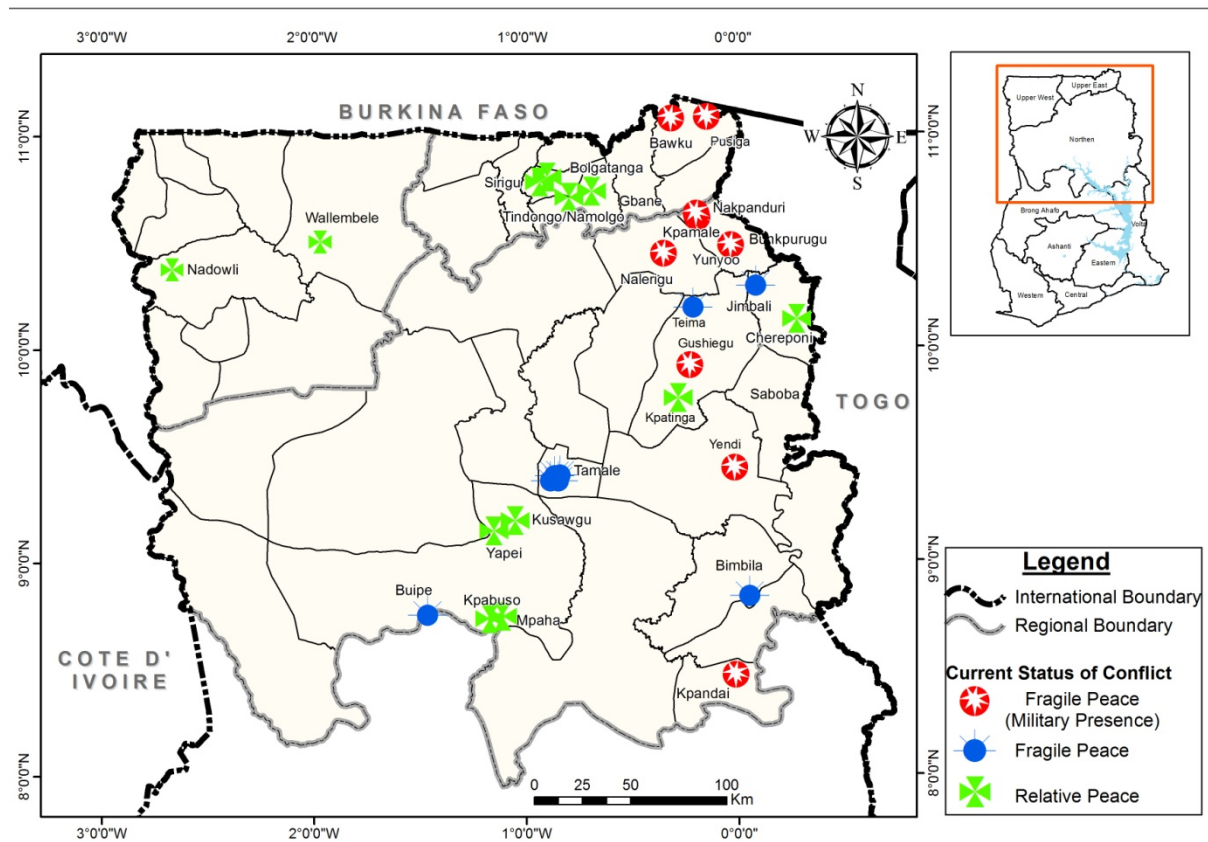 3°0'0"W
2°0'0"W
1°0'0"W
0°0'0"
11°0'0"N
10°0'0"N
9°0'0"N
8°0'0"N
BURKINA FASO
N
W
E
S
Bawku
Pusiga
Bolgatanga
Sirigu
Gbane
Tindongo/Namolgo
Nakpanduri
Wallembele
Kpamale
Bunkpurugu
Yunyoo
Nadowli
Nalerigu
Jimbali
Teima
Chereponi
Gushiegu
Saboba
TOGO
Kpatinga
Yendi
Tamale
Kusawgu
Yapei
Bimbila
Buipe
Kpabuso
Mpaha
COTE D'
IVOIRE
Kpandai
0
25
50
100
Km
3°0'0"W
2°0'0"W
1°0'0"W
0°0'0"
11°0'0"N
10°0'0"N
9°0'0"N
8°0'0"N
Upper West
Upper East
Northen
Brong Ahafo
Volta
Ashanti
Eastern
Western
Central
Legend
International Boundary
Regional Boundary
Current Status of Conflict
Fragile Peace
(Military Presence)
Fragile Peace
Relative Peace